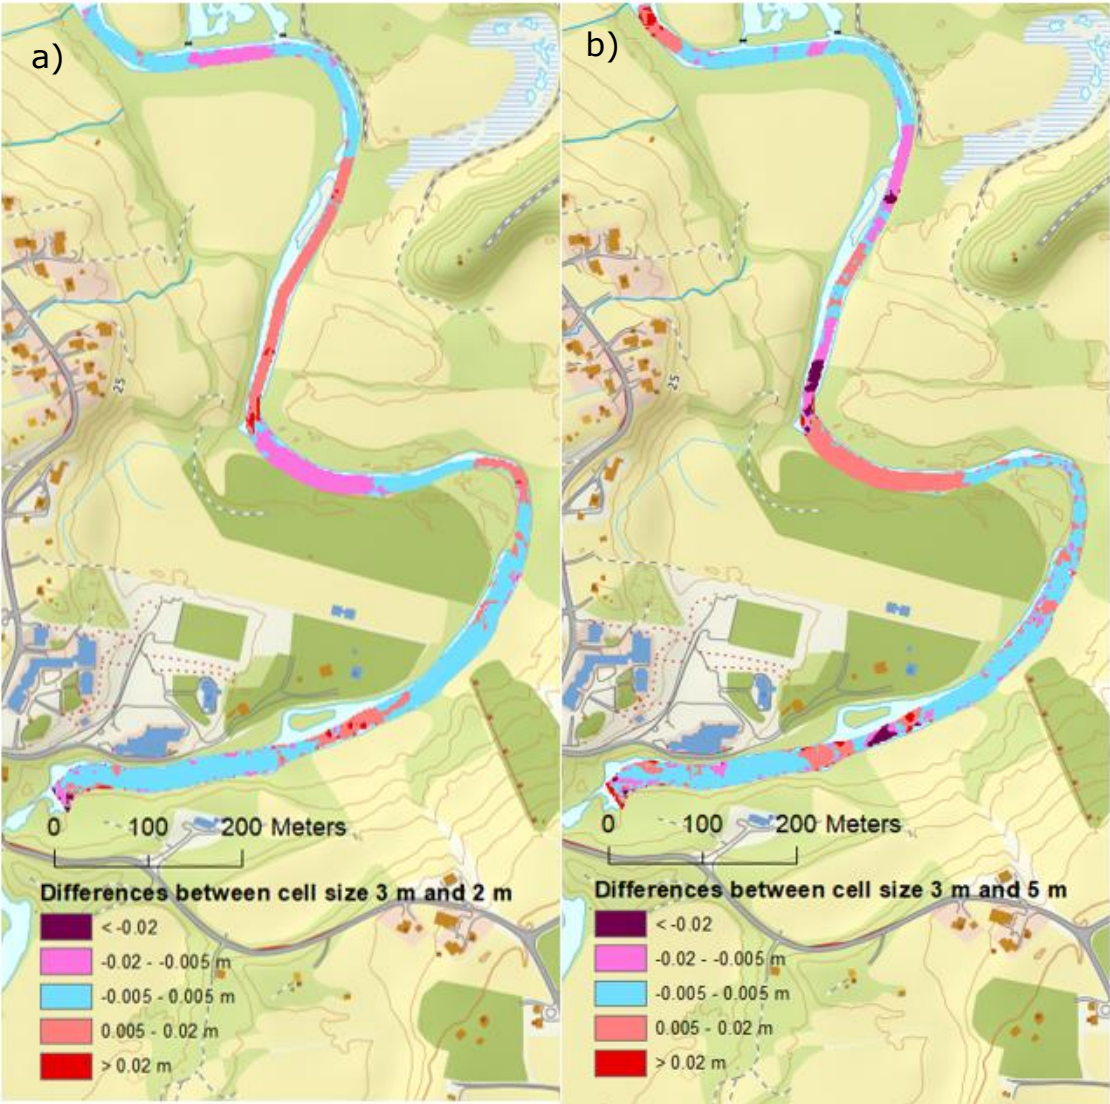 a)
25
0 100 200 Meters
Differences between cell size 3 m and 2 m
< -0.02
-0.02 - -0.005 m
-0.005 - 0.005 m
0.005 - 0.02 m
> 0.02 m
b)
25
0 100 200 Meters
Differences between cell size 3 m and 5 m
< -0.02
-0.02 - -0.005 m
-0.005 - 0.005 m
0.005 - 0.02 m
> 0.02 m